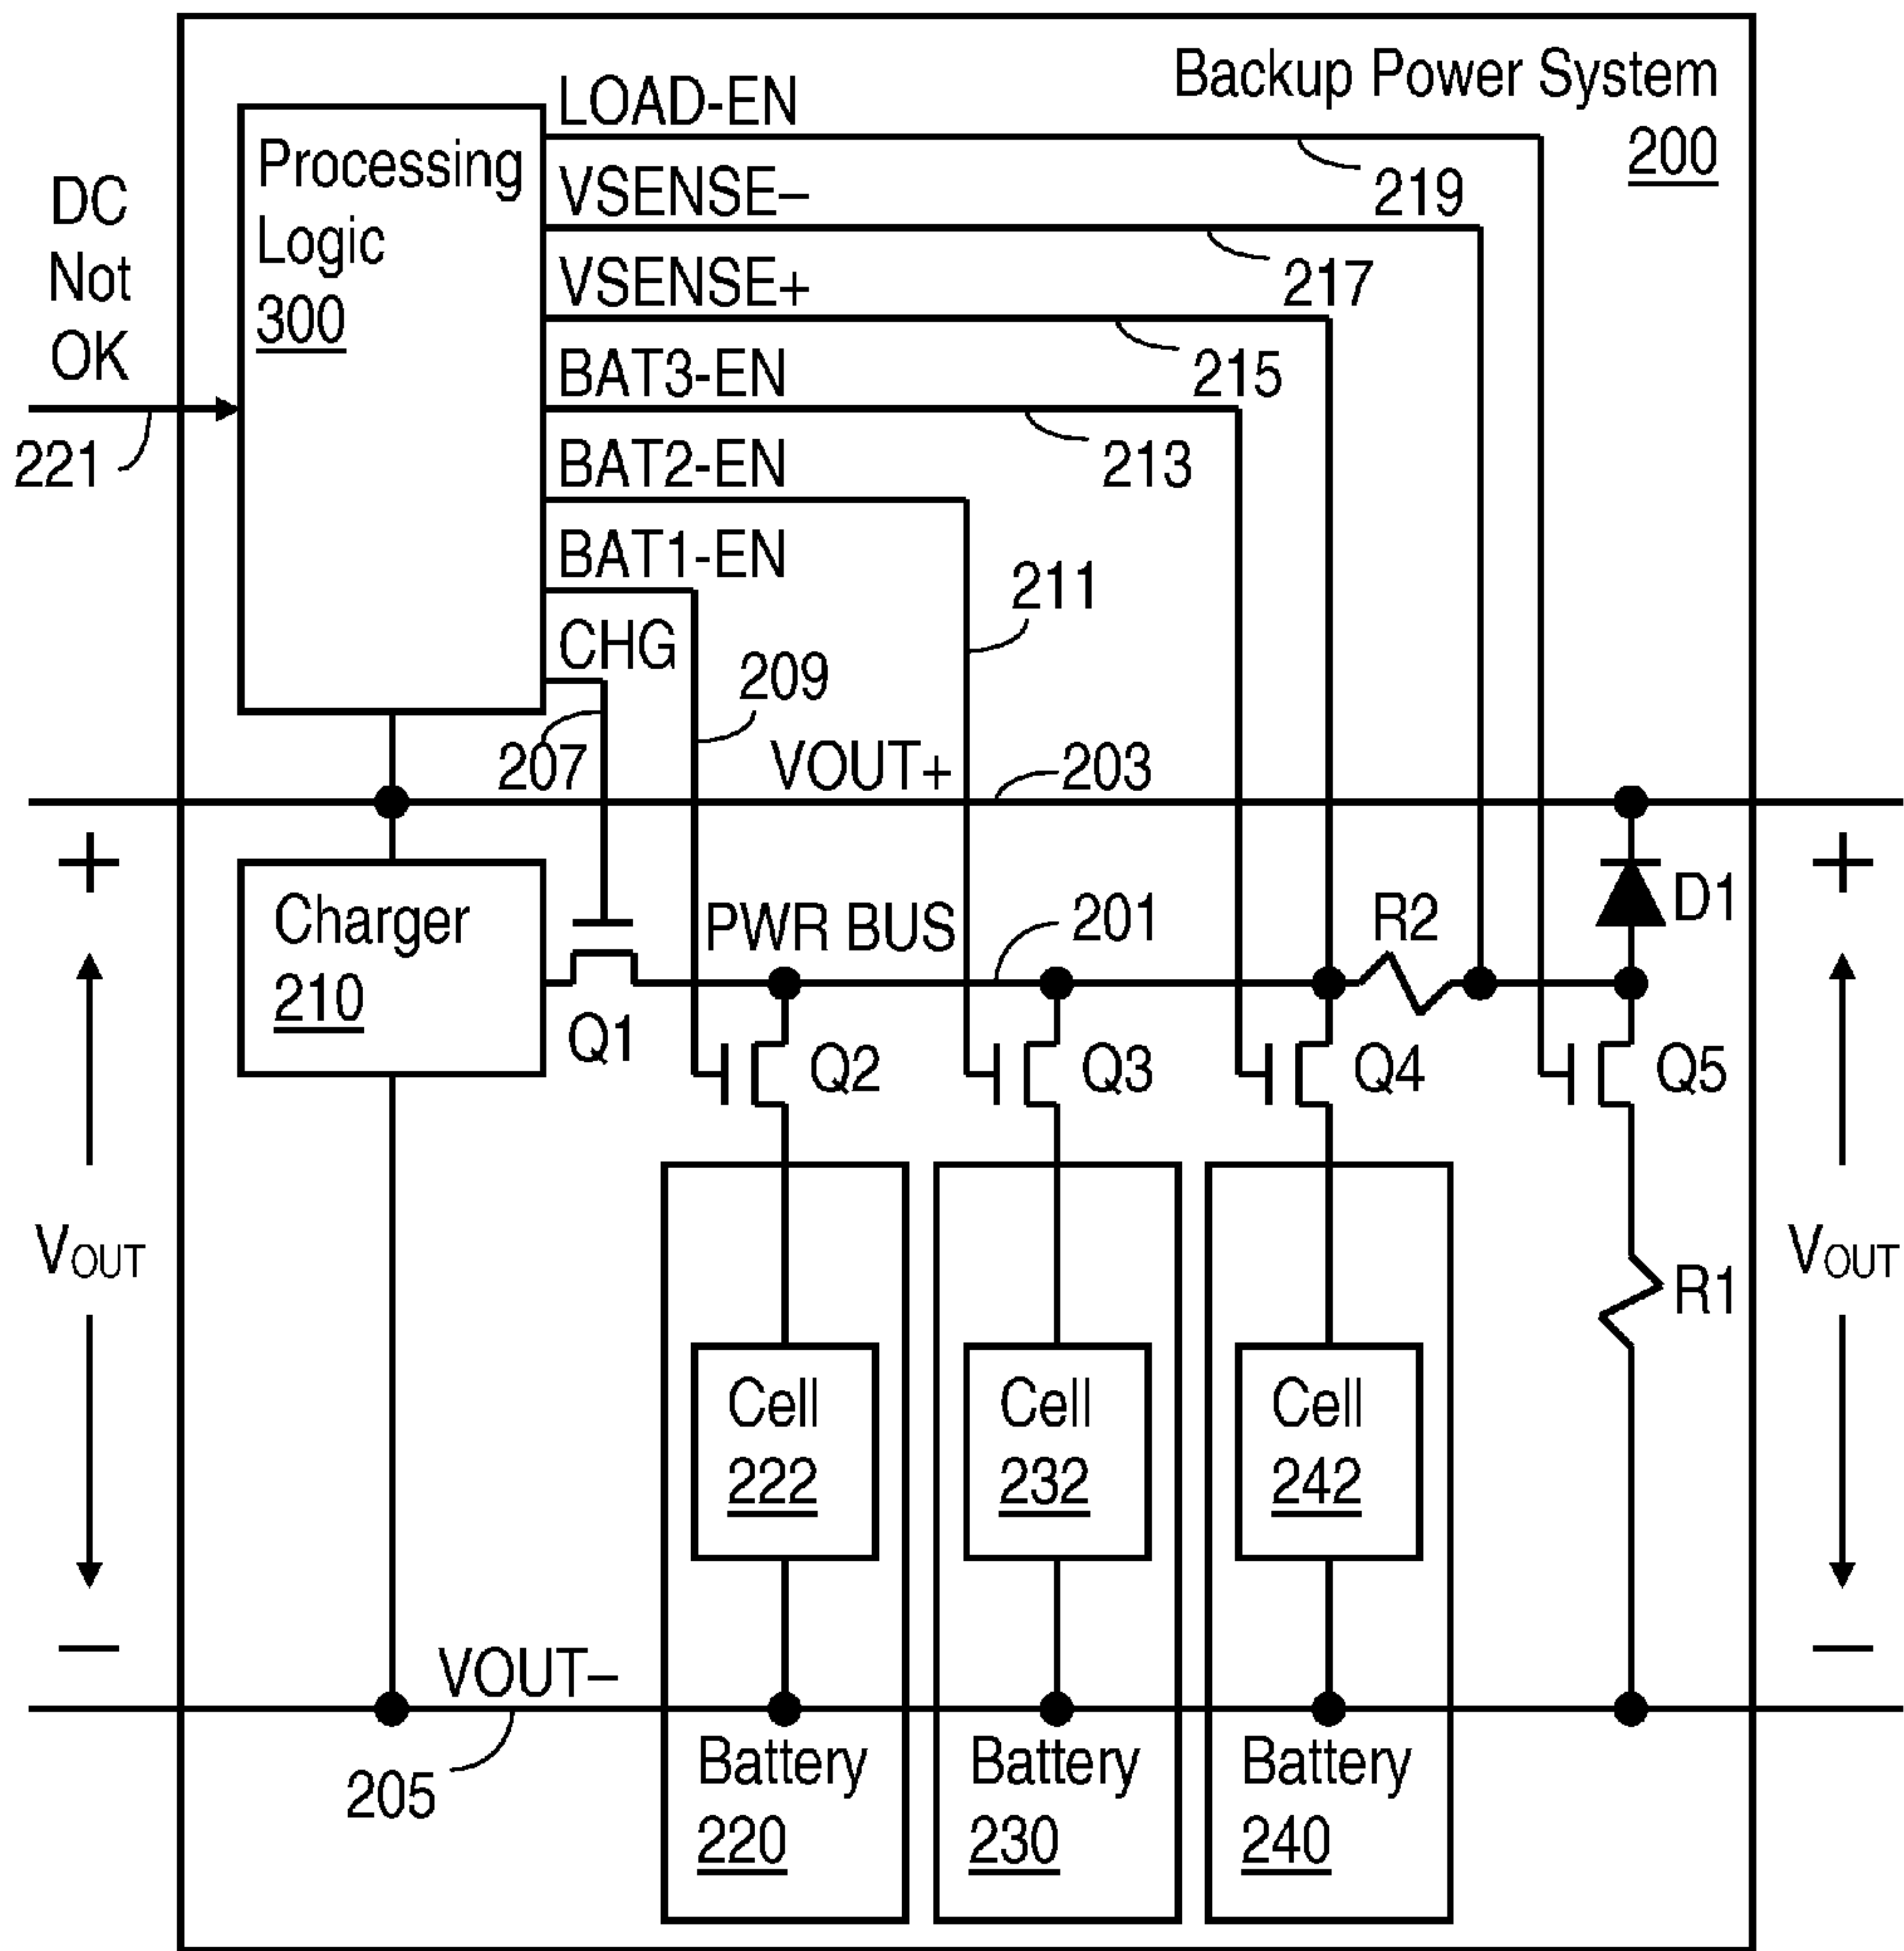 Backup Power System
200
LOAD-EN
Processing
Logic
300
219
VSENSE–
217
DC
Not
OK
VSENSE+
215
BAT3-EN
213
221
BAT2-EN
211
BAT1-EN
209
CHG
207
VOUT+
203
+
+
Charger
210
Q1
PWR BUS
201
R2
D1
Q2
Q3
Q4
Q5
VOUT
VOUT
R1
Cell
222
Cell
232
Cell
242
–
–
VOUT–
205
Battery
220
Battery
230
Battery
240